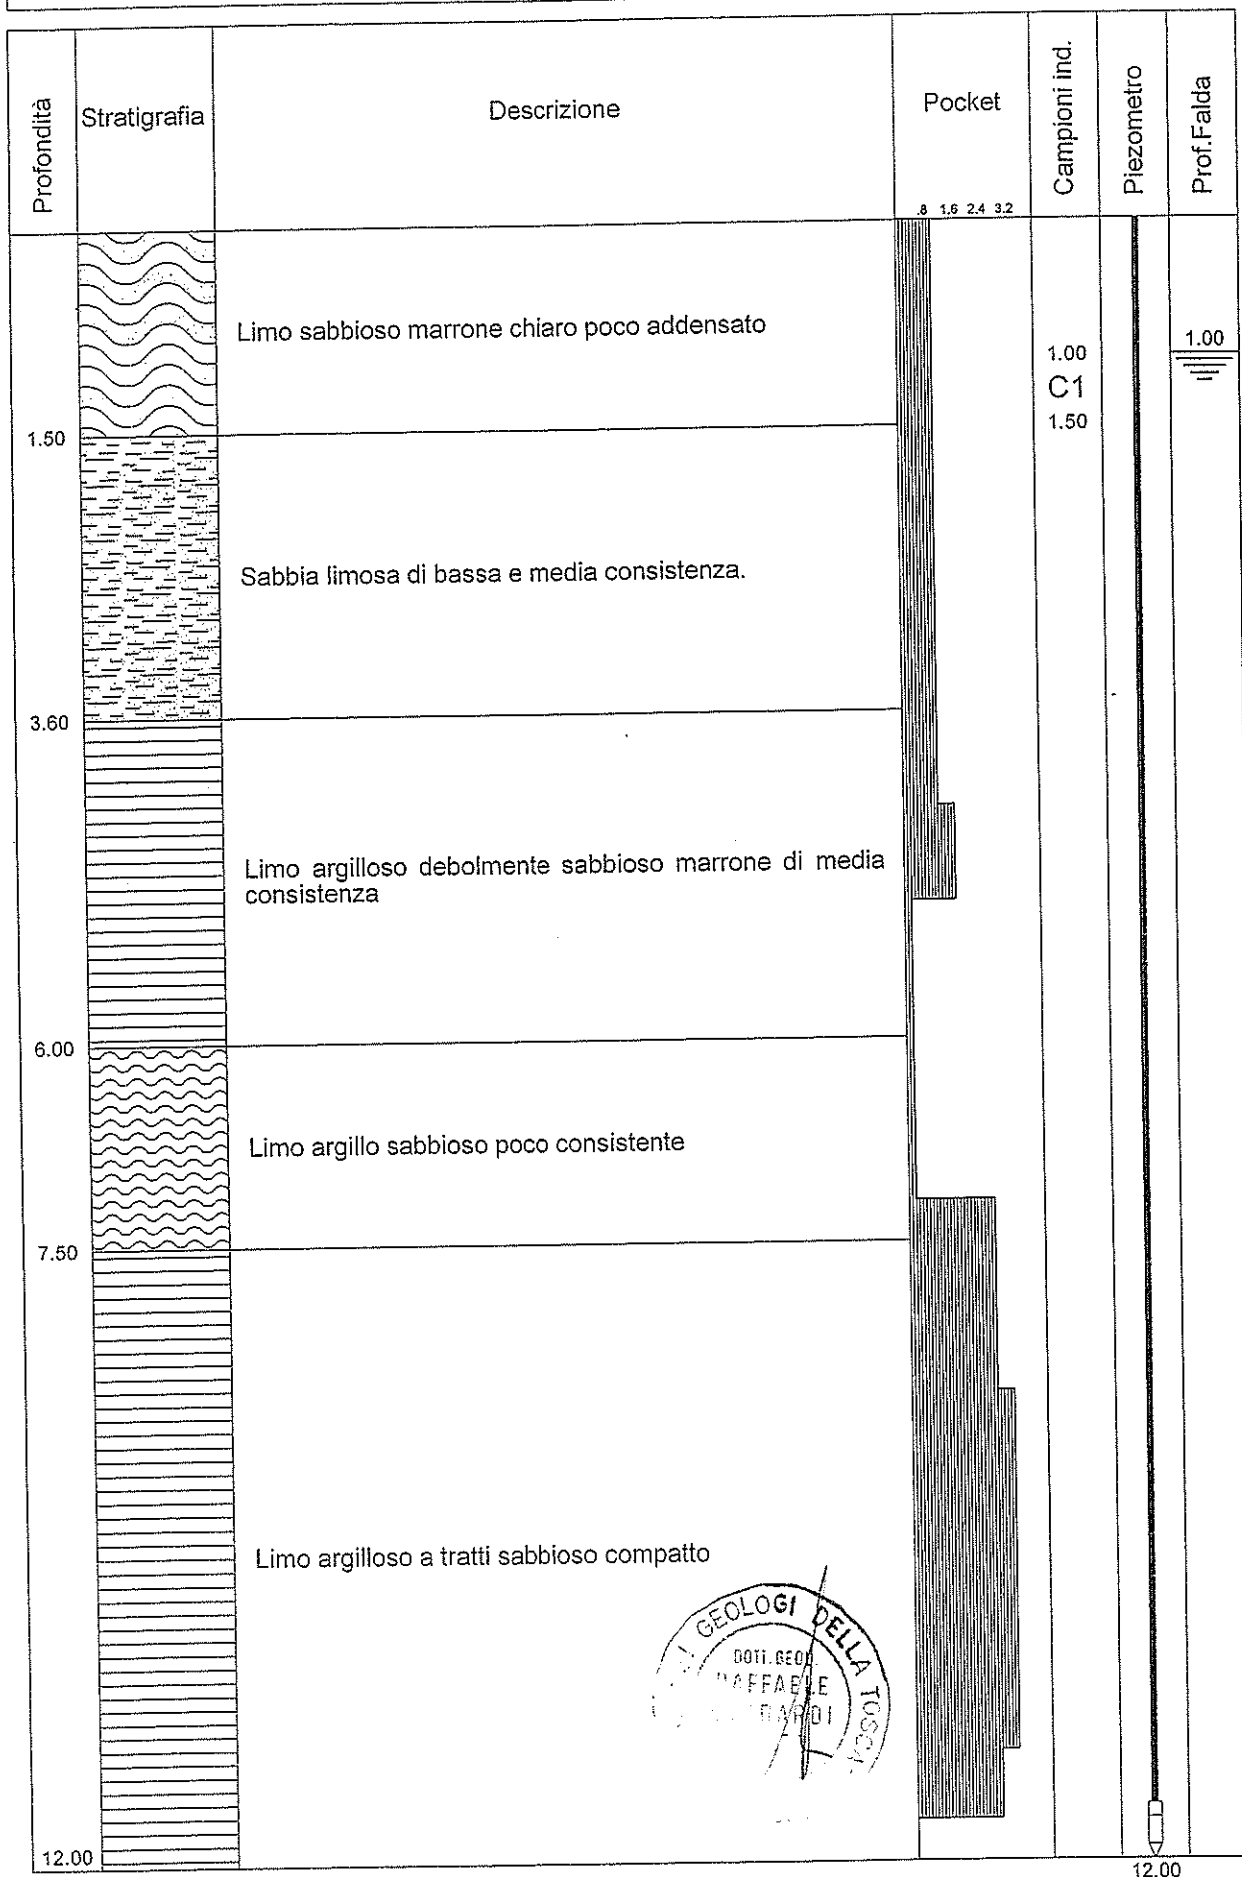 Profondità
Stratigrafia
Descrizione
Pocket
Campioni ind.
Piezometro
Prof.Falda
.8 1.6 2.4 3.2
Limo sabbioso marrone chiaro poco addensato
1.00
C1
1.50
1.00
1.50
Sabbia limosa di bassa e media consistenza.
3.60
Limo argilloso debolmente sabbioso marrone di media
consistenza
6.00
Limo argillo sabbioso poco consistente
7.50
Limo argilloso a tratti sabbioso compatto
GEOLOGI DELLA
DOTT. GEOL.
RAFFAELE
12.00
12.00